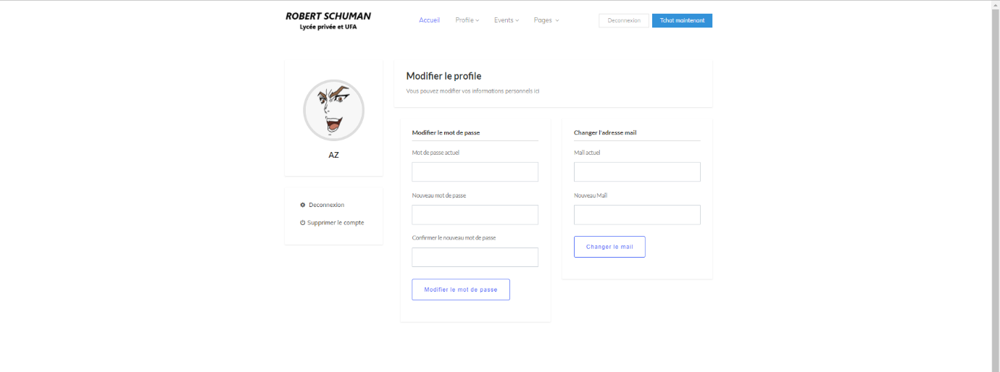 ROBERT SCHUMAN
Lycée privée et UFA
Accueil Profile Events Pages Deconnexion Tchat maintenant
AZ
Deconnexion
Supprimer le compte
Modifier le profile
Vous pouvez modifier vos informations personnels ici
Modifier le mot de passe
Mot de passe actuel
Nouveau mot de passe
Confirmer le nouveau mot de passe
Modifier le mot de passe
Changer l'adresse mail
Mail actuel
Nouveau Mail
Changer le mail